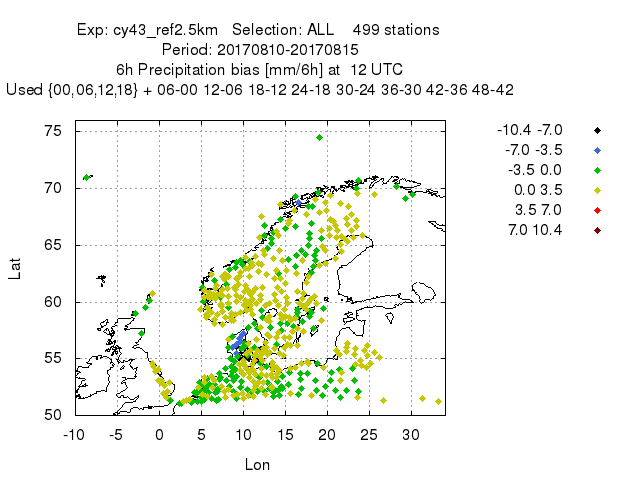 Exp: cy43_ref2.5km   Selection: ALL    499 stations
Period: 20170810-20170815
6h Precipitation bias [mm/6h] at  12 UTC
Used {00,06,12,18} + 06-00 12-06 18-12 24-18 30-24 36-30 42-36 48-42
-10.4 -7.0
-7.0 -3.5
-3.5 0.0
0.0 3.5
3.5 7.0
7.0 10.4
75
70
65
60
55
50
Lat
-10 -5 0 5 10 15 20 25 30
Lon